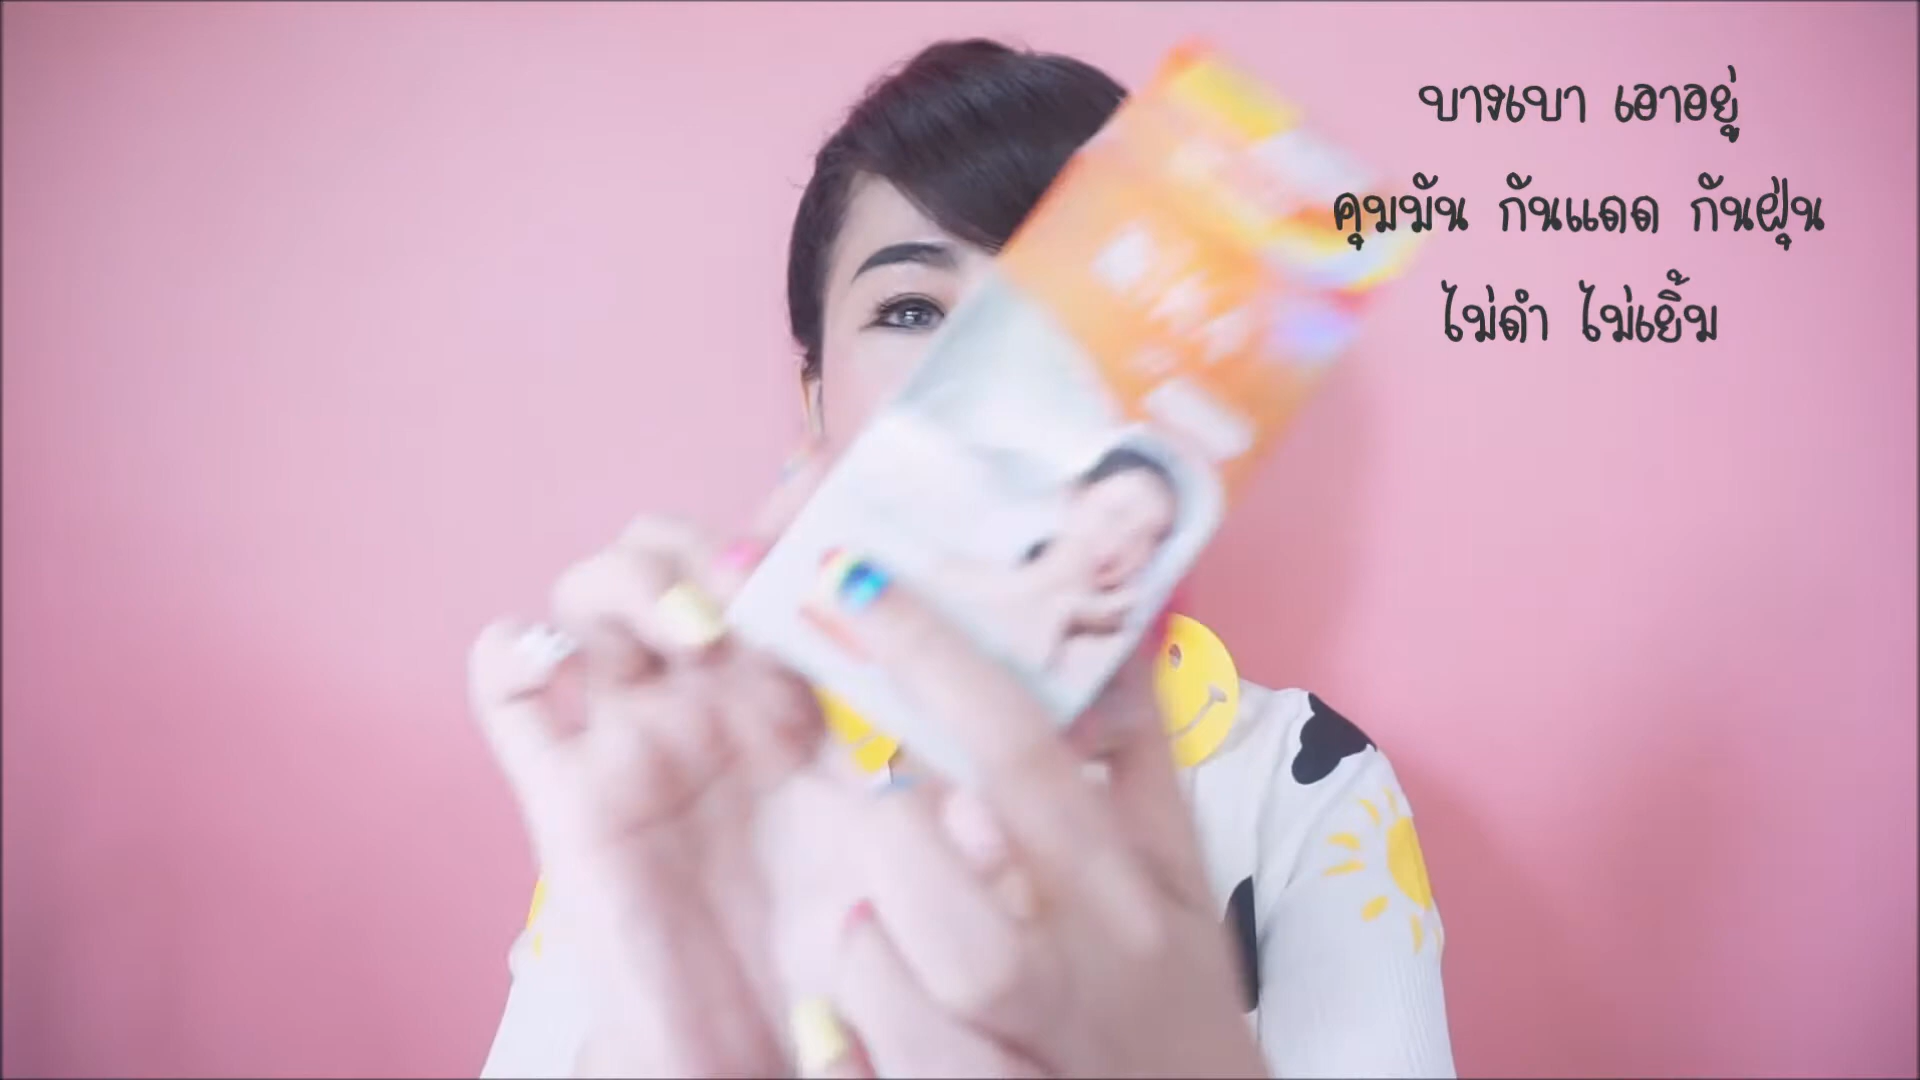 บางเบา เอาอยู่
คุมมัน กันแดด กันฝุ่น
ไม่ดำ ไม่เยิ้ม